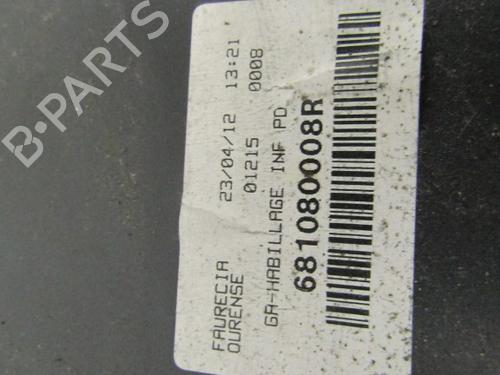 B-PARTS
FAURECIA 23/04/12 13:21
OURENSE 01215 0008
GA-HABILLAGE INF PD
681080008R